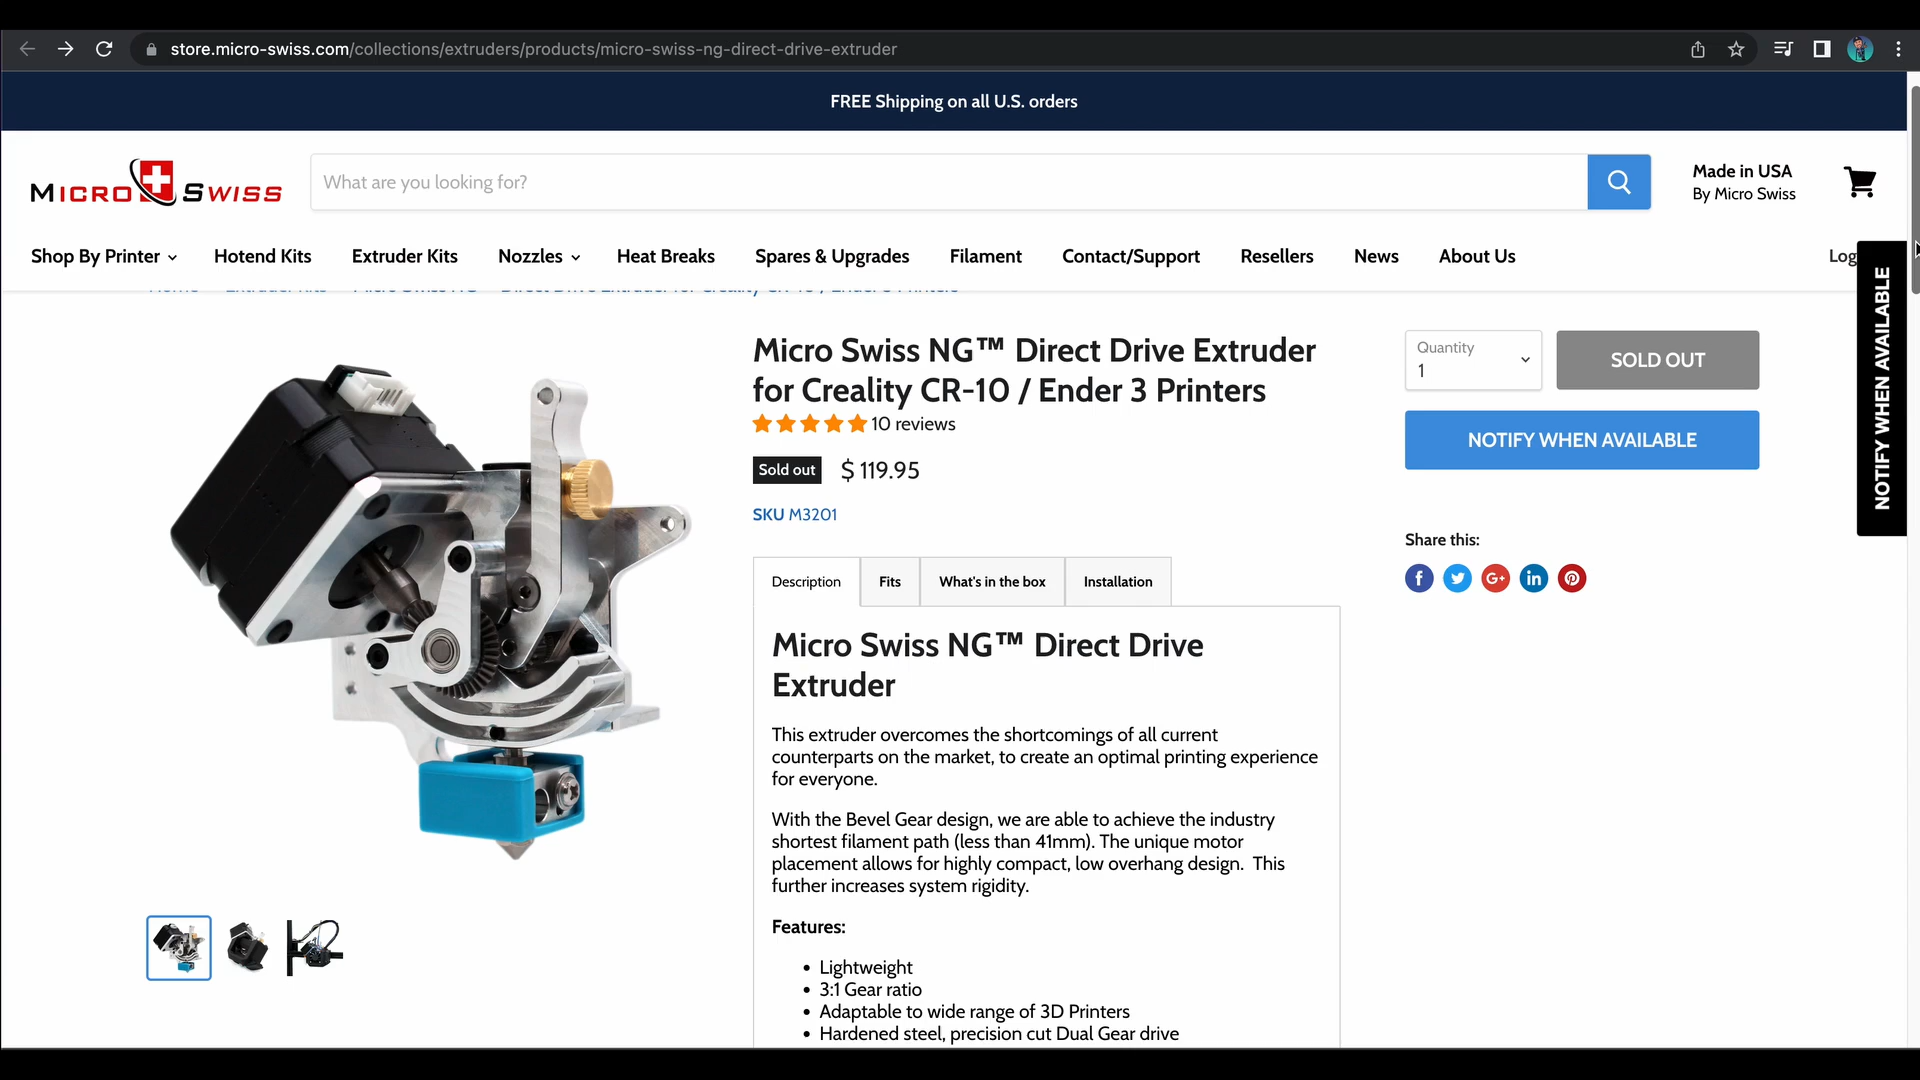 store.micro-swiss.com/collections/extruders/products/micro-swiss-ng-direct-drive-extruder
FREE Shipping on all U.S. orders
MICRO SWISS
What are you looking for?
Made in USA
By Micro Swiss
Shop By Printer
Hotend Kits
Extruder Kits
Nozzles
Heat Breaks
Spares & Upgrades
Filament
Contact/Support
Resellers
News
About Us
Log
NOTIFY WHEN AVAILABLE
Micro Swiss NG™ Direct Drive Extruder
for Creality CR-10 / Ender 3 Printers
10 reviews
Sold out $ 119.95
SKU M3201
Quantity
1
SOLD OUT
NOTIFY WHEN AVAILABLE
Share this:
Description
Fits
What's in the box
Installation
Micro Swiss NG™ Direct Drive
Extruder
This extruder overcomes the shortcomings of all current
counterparts on the market, to create an optimal printing experience
for everyone.
With the Bevel Gear design, we are able to achieve the industry
shortest filament path (less than 41mm). The unique motor
placement allows for highly compact, low overhang design. This
further increases system rigidity.
Features:
• Lightweight
• 3:1 Gear ratio
• Adaptable to wide range of 3D Printers
• Hardened steel, precision cut Dual Gear drive